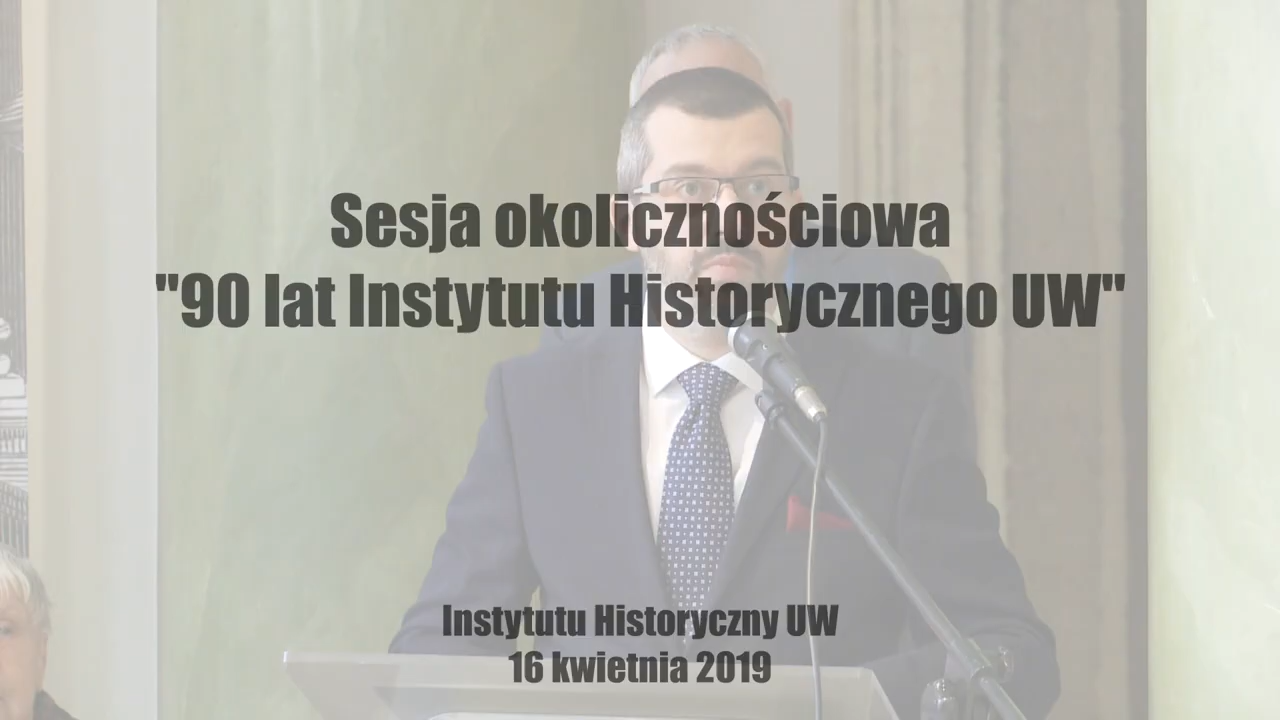 Sesja okolicznościowa
"90 lat Instytutu Historycznego UW"
Instytutu Historyczny UW
16 kwietnia 2019